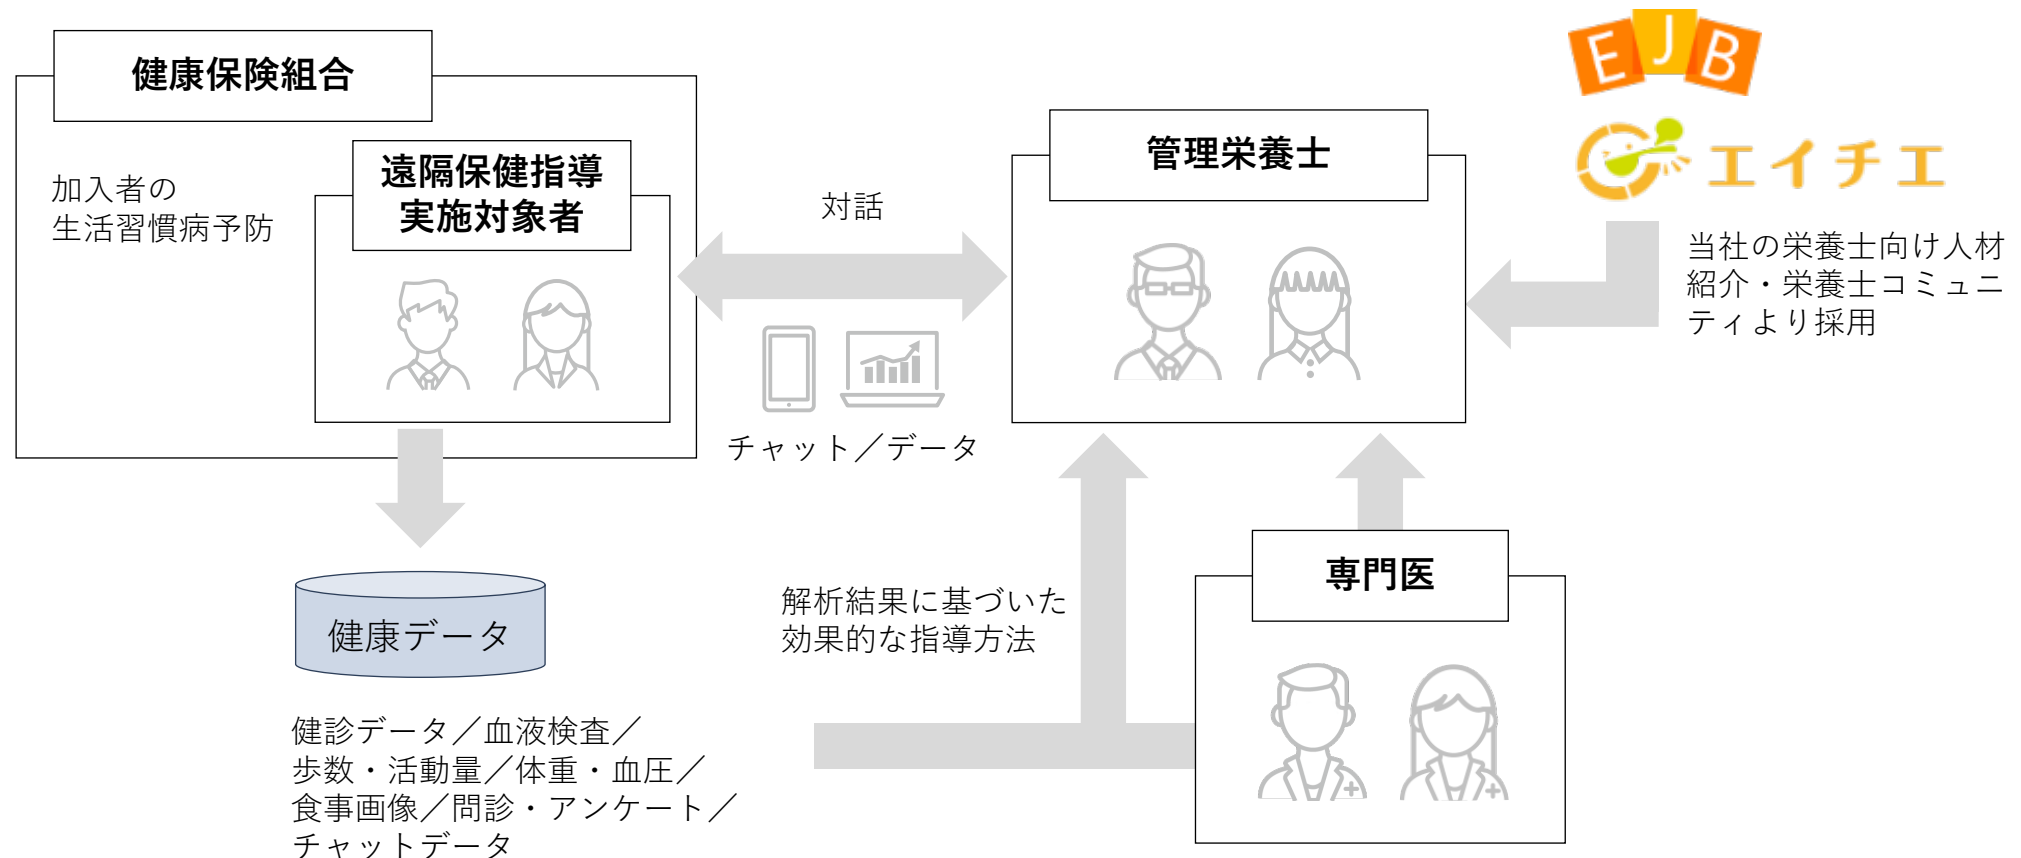 健康保険組合
加入者の
生活習慣病予防
遠隔保健指導
実施対象者
対話
チャット／データ
管理栄養士
EJB
エイチエ
当社の栄養士向け人材
紹介・栄養士コミュニ
ティより採用
健康データ
健診データ／血液検査／
歩数・活動量／体重・血圧／
食事画像／問診・アンケート／
チャットデータ
解析結果に基づいた
効果的な指導方法
専門医